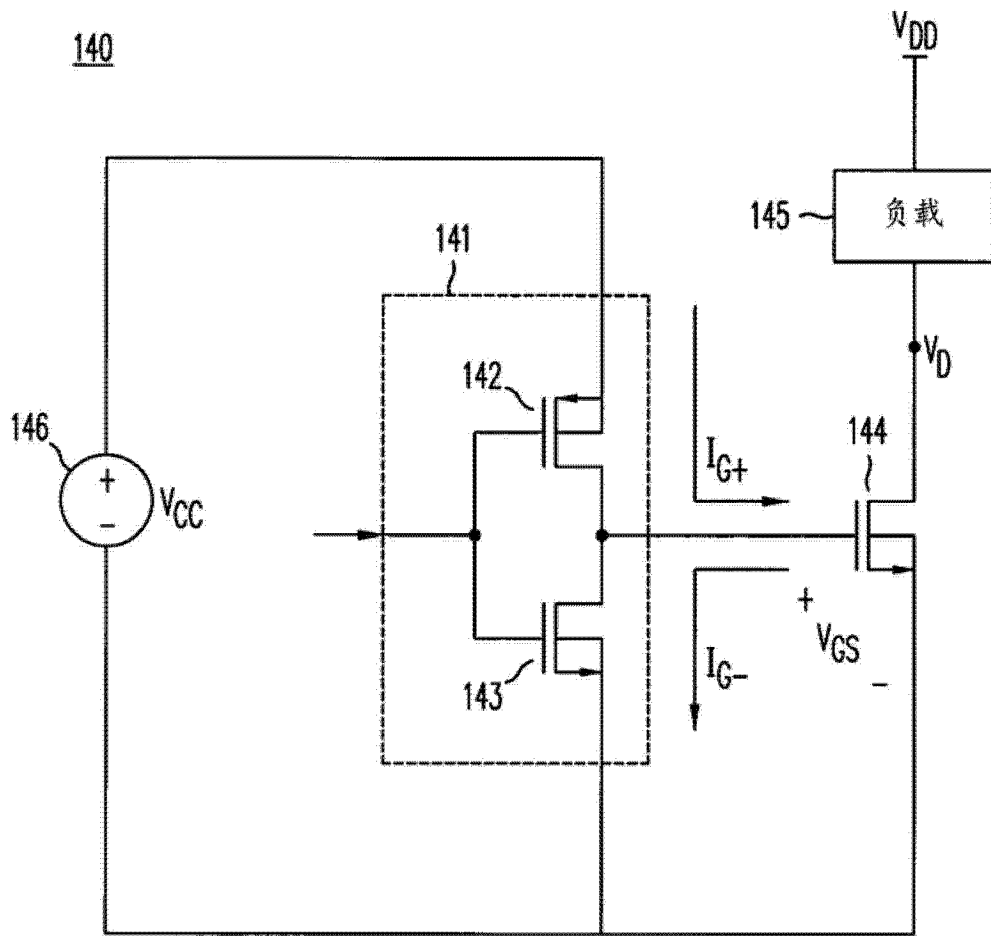 140
V_DD
145
负载
141
V_D
142
146
+
V_CC
-
I_G+
144
143
I_G-
+
V_GS
-